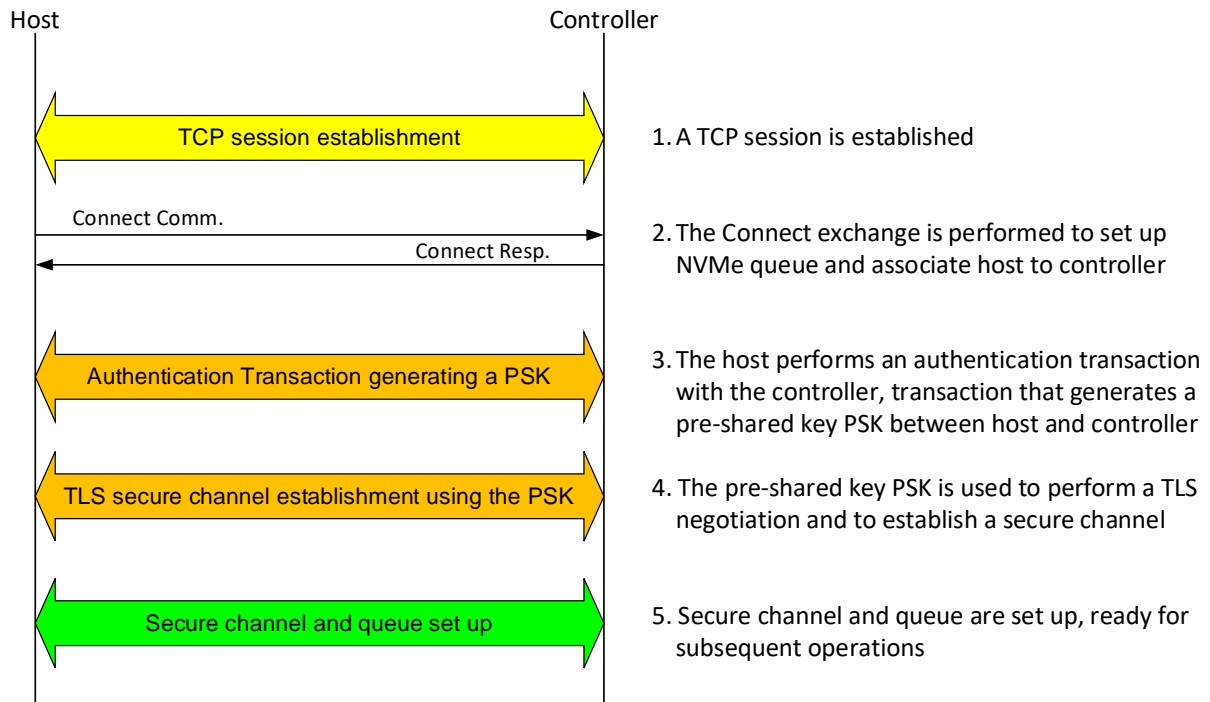 Host
Controller
TCP session establishment
1. A TCP session is established
Connect Comm.
Connect Resp.
2. The Connect exchange is performed to set up
NVMe queue and associate host to controller
Authentication Transaction generating a PSK
3. The host performs an authentication transaction
with the controller, transaction that generates a
pre-shared key PSK between host and controller
TLS secure channel establishment using the PSK
4. The pre-shared key PSK is used to perform a TLS
negotiation and to establish a secure channel
Secure channel and queue set up
5. Secure channel and queue are set up, ready for
subsequent operations